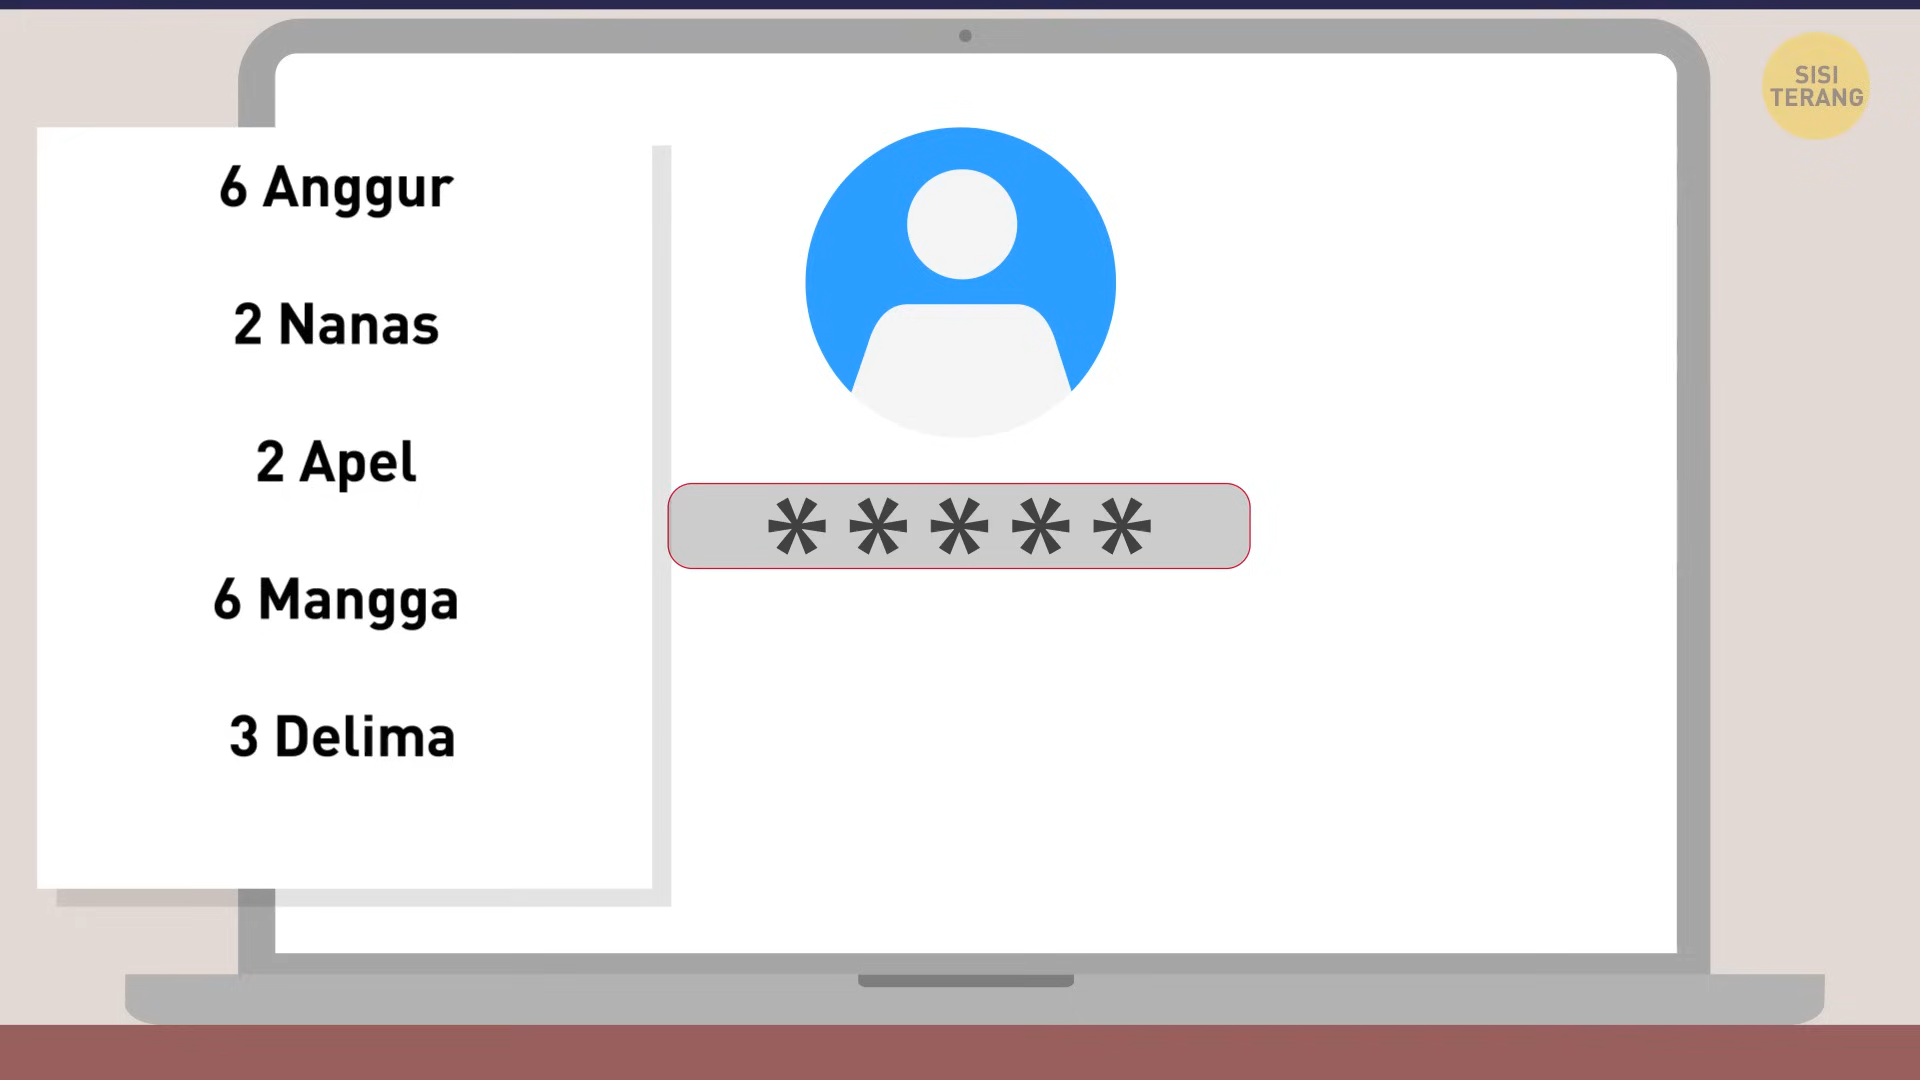 SISI
TERANG
6 Anggur
2 Nanas
2 Apel
6 Mangga
3 Delima
*****